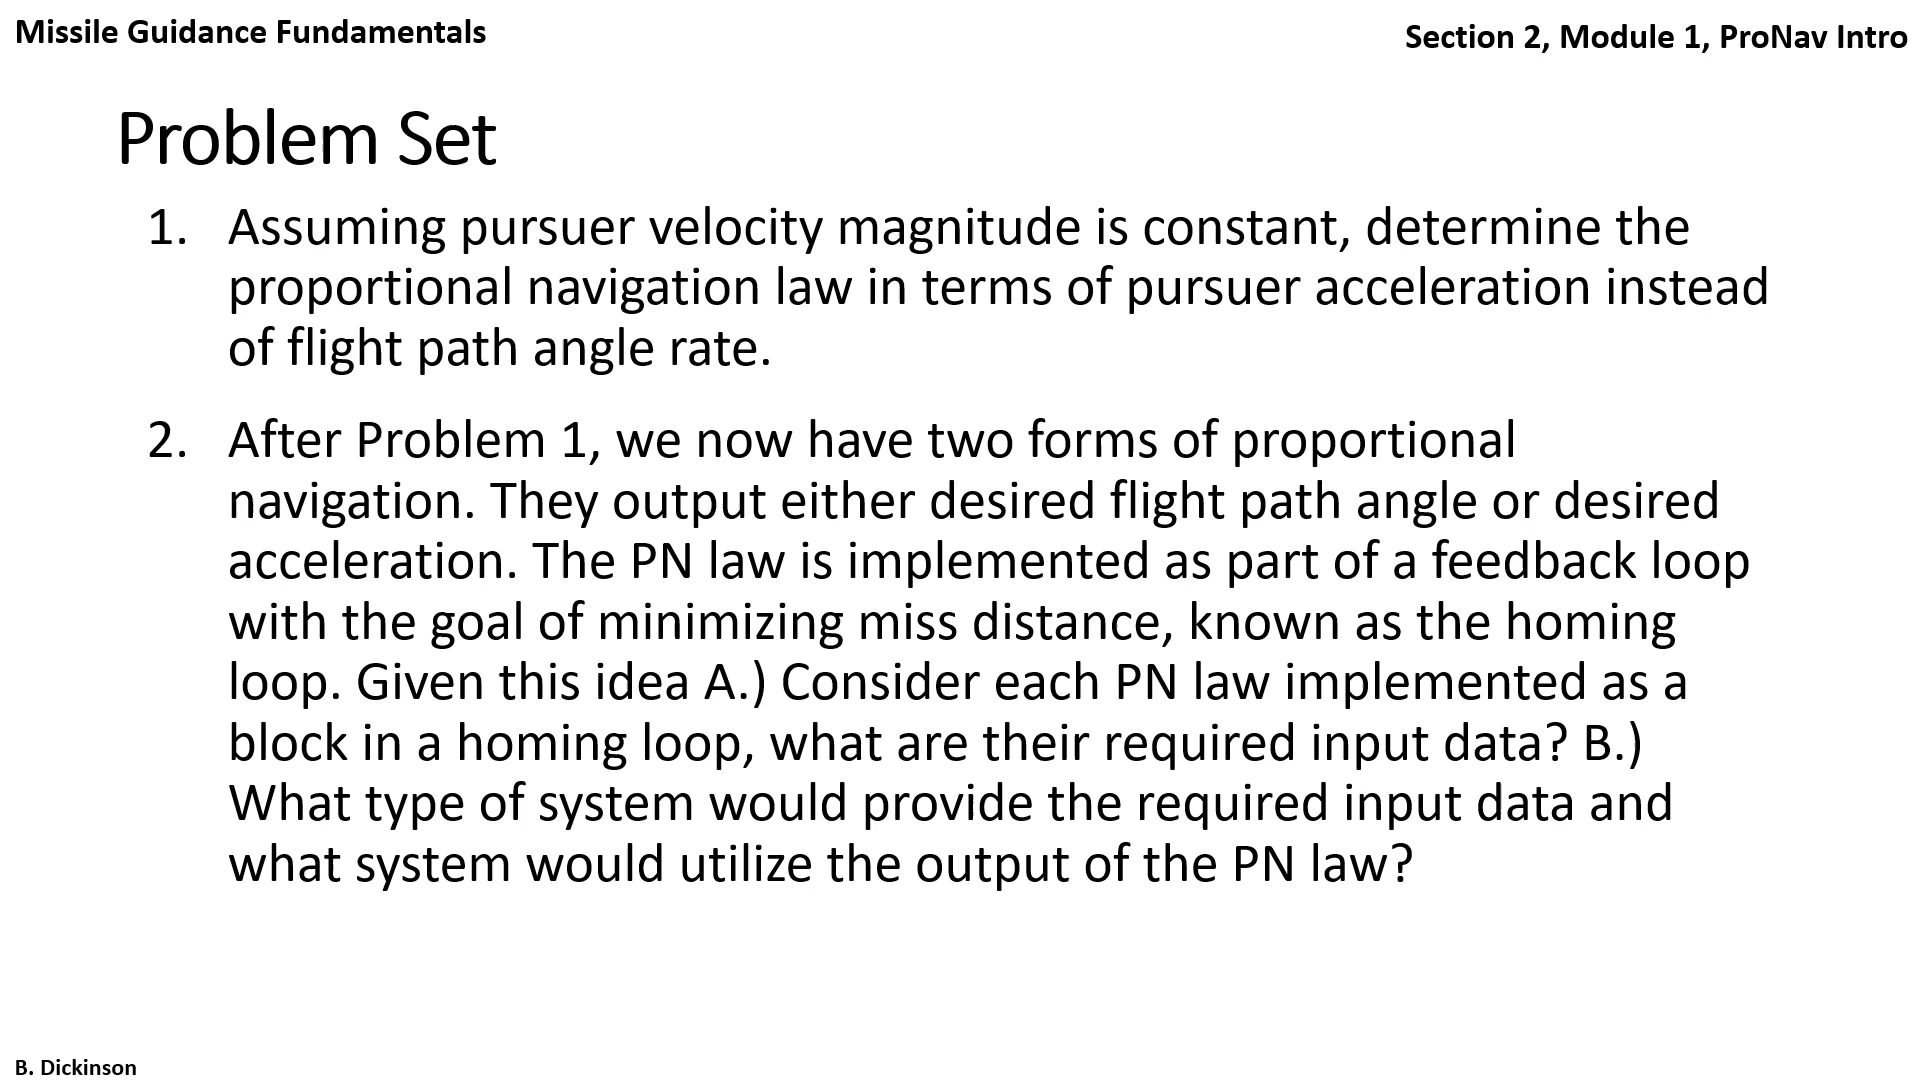 Missile Guidance Fundamentals
Section 2, Module 1, ProNav Intro
Problem Set
1. Assuming pursuer velocity magnitude is constant, determine the
proportional navigation law in terms of pursuer acceleration instead
of flight path angle rate.
2. After Problem 1, we now have two forms of proportional
navigation. They output either desired flight path angle or desired
acceleration. The PN law is implemented as part of a feedback loop
with the goal of minimizing miss distance, known as the homing
loop. Given this idea A.) Consider each PN law implemented as a
block in a homing loop, what are their required input data? B.)
What type of system would provide the required input data and
what system would utilize the output of the PN law?
B. Dickinson